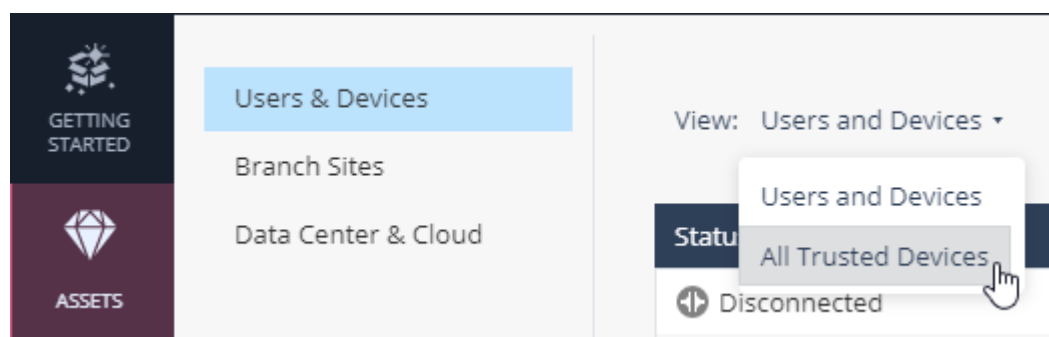 GETTING
STARTED
ASSETS
Users & Devices
Branch Sites
Data Center & Cloud
View: Users and Devices
Users and Devices
All Trusted Devices
Statu
Disconnected